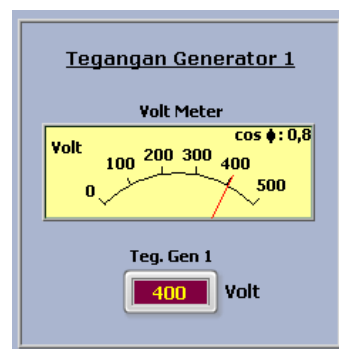 Tegangan Generator 1
Volt Meter
cos ϕ: 0,8
Volt
0 100 200 300 400 500
Teg. Gen 1
400 Volt